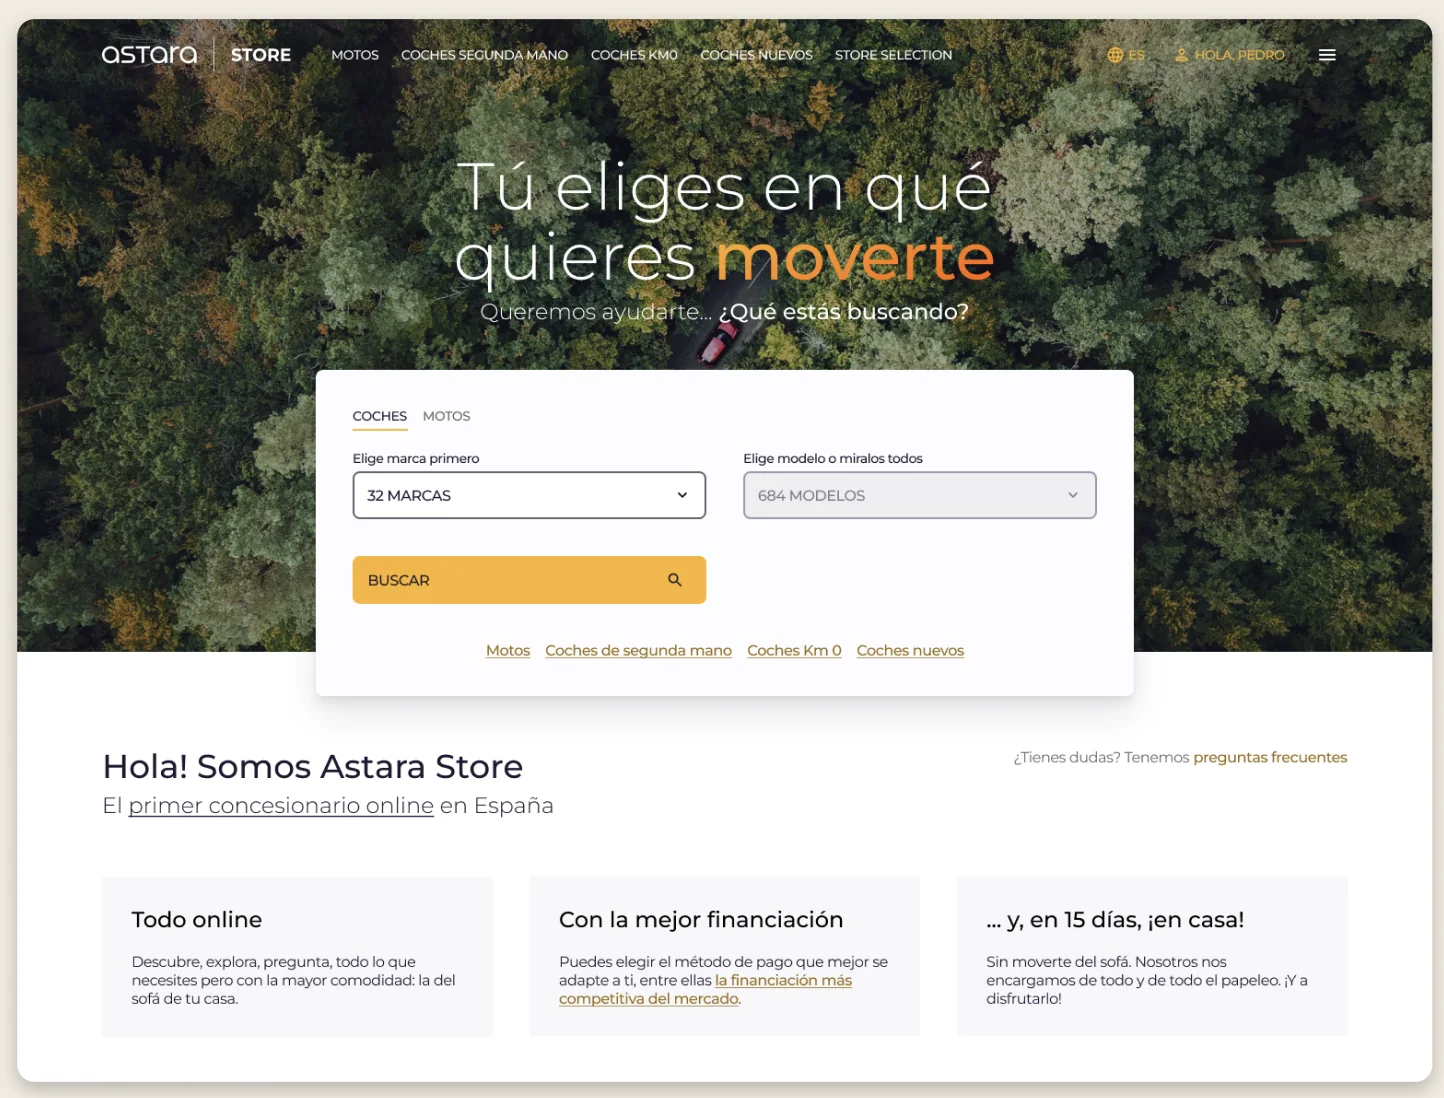 astara STORE MOTOS COCHES SEGUNDA MANO COCHES KM0 COCHES NUEVOS STORE SELECTION ES HOLA, PEDRO
Tú eliges en qué
quieres moverte
Queremos ayudarte... ¿Qué estás buscando?
COCHES MOTOS
Elige marca primero Elige modelo o miralos todos
32 MARCAS 684 MODELOS
BUSCAR
Motos Coches de segunda mano Coches Km 0 Coches nuevos
Hola! Somos Astara Store
¿Tienes dudas? Tenemos preguntas frecuentes
El primer concesionario online en España
Todo online
Descubre, explora, pregunta, todo lo que
necesites pero con la mayor comodidad: la del
sofá de tu casa.
Con la mejor financiación
Puedes elegir el método de pago que mejor se
adapte a ti, entre ellas la financiación más
competitiva del mercado.
... y, en 15 días, ¡en casa!
Sin moverte del sofá. Nosotros nos
encargamos de todo y de todo el papeleo. ¡Y a
disfrutarlo!